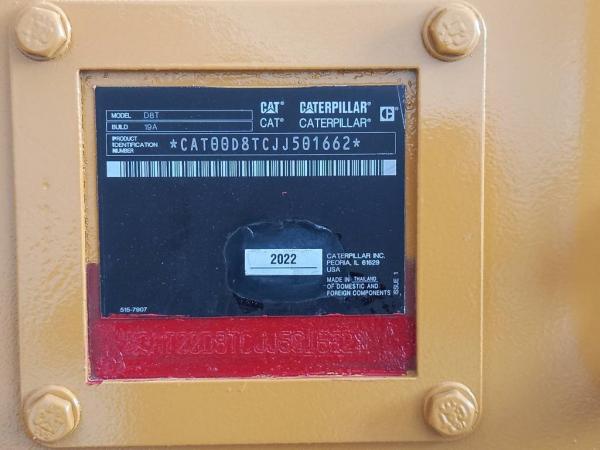 MODEL D8T
BUILD 19A
CAT® CATERPILLAR®
CAT® CATERPILLAR®
PRODUCT
IDENTIFICATION
NUMBER
*CAT00D8TCJJ501662*
2022
CATERPILLAR INC.
PEORIA, IL 61629
USA
MADE IN THAILAND
OF DOMESTIC AND
FOREIGN COMPONENTS
ISSUE 1
515-7907
*CAT00D8TCJJ501662*